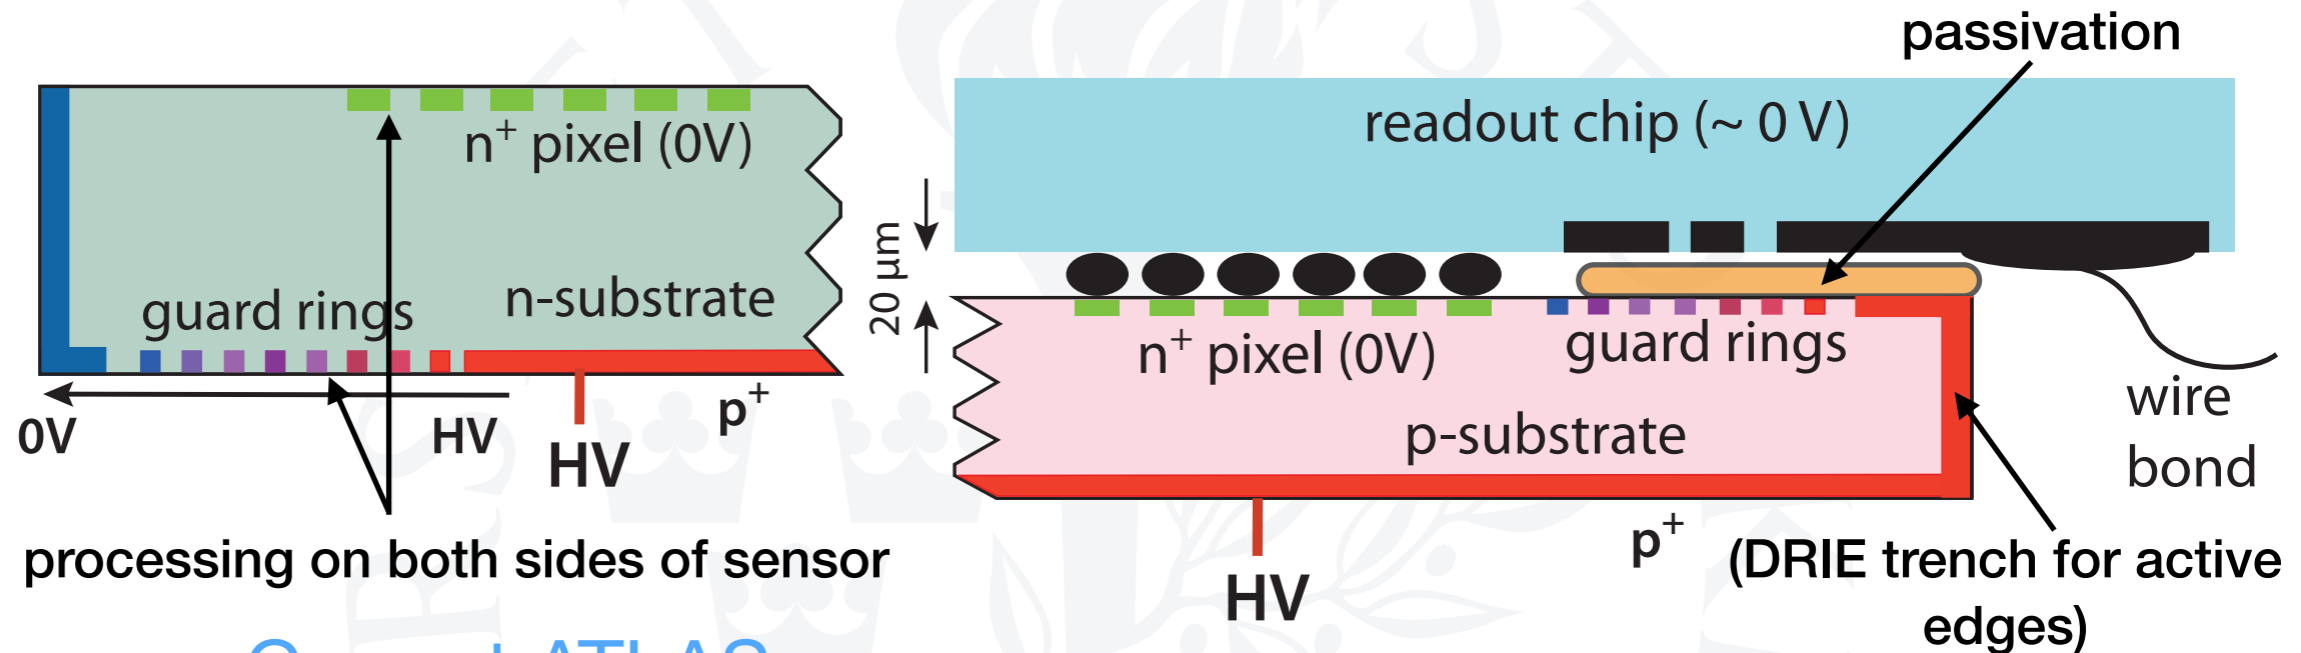 passivation
readout chip (~ 0 V)
n⁺ pixel (0V)
20 µm
guard rings
n-substrate
n⁺ pixel (0V)
guard rings
0V
HV
HV
p⁺
p-substrate
wire
bond
processing on both sides of sensor
HV
p⁺
(DRIE trench for active
edges)
ATLAS